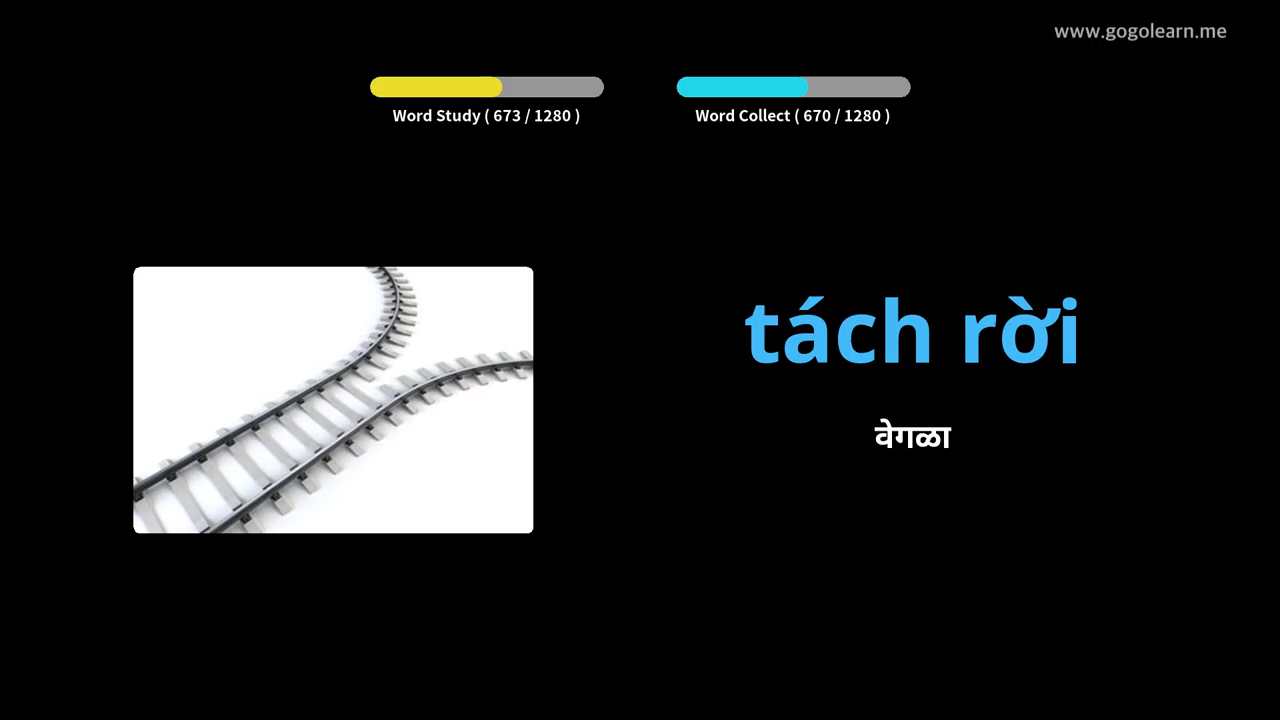 www.gogolearn.me
Word Study ( 673 / 1280 )
Word Collect ( 670 / 1280 )
tách rời
वेगळा